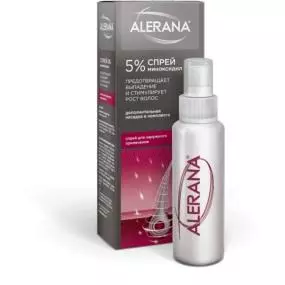 ALERANA®
5% СПРЕЙ
МИНОКСИДИЛ
ПРЕДОТВРАЩАЕТ
ВЫПАДЕНИЕ
И СТИМУЛИРУЕТ
РОСТ ВОЛОС
дополнительная
насадка в комплекте
спрей для наружного
применения
ALERANA®